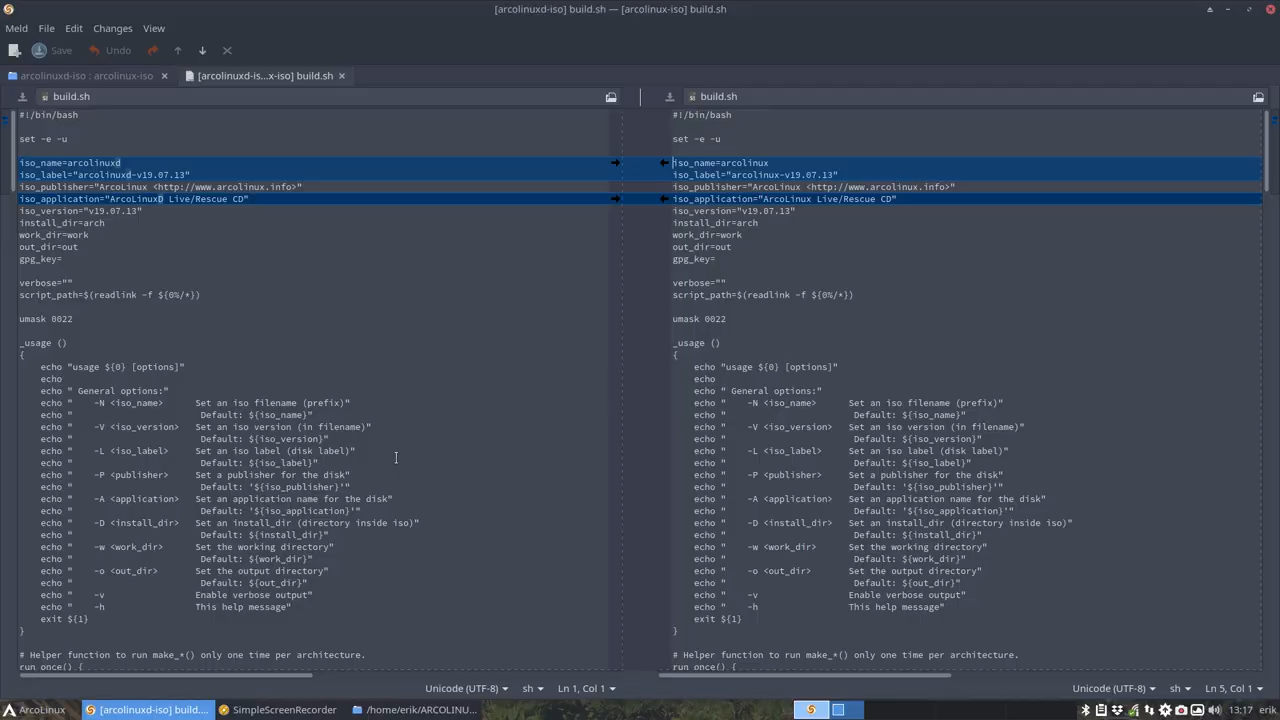 [arcolinuxd-iso] build.sh — [arcolinux-iso] build.sh
Meld File Edit Changes View
Save Undo
arcolinuxd-iso : arcolinux-iso
[arcolinuxd-is…x-iso] build.sh
build.sh
#!/bin/bash
set -e -u
iso_name=arcolinuxd
iso_label="arcolinuxd-v19.07.13"
iso_publisher="ArcoLinux <http://www.arcolinux.info>"
iso_application="ArcoLinuxD Live/Rescue CD"
iso_version="v19.07.13"
install_dir=arch
work_dir=work
out_dir=out
gpg_key=
verbose=""
script_path=$(readlink -f ${0%/*})
umask 0022
_usage ()
{
    echo "usage ${0} [options]"
    echo
    echo " General options:"
    echo "    -N <iso_name>      Set an iso filename (prefix)"
    echo "                        Default: ${iso_name}"
    echo "    -V <iso_version>   Set an iso version (in filename)"
    echo "                        Default: ${iso_version}"
    echo "    -L <iso_label>     Set an iso label (disk label)"
    echo "                        Default: ${iso_label}"
    echo "    -P <publisher>     Set a publisher for the disk"
    echo "                        Default: '${iso_publisher}'"
    echo "    -A <application>   Set an application name for the disk"
    echo "                        Default: '${iso_application}'"
    echo "    -D <install_dir>   Set an install_dir (directory inside iso)"
    echo "                        Default: ${install_dir}"
    echo "    -w <work_dir>      Set the working directory"
    echo "                        Default: ${work_dir}"
    echo "    -o <out_dir>       Set the output directory"
    echo "                        Default: ${out_dir}"
    echo "    -v                 Enable verbose output"
    echo "    -h                 This help message"
    exit ${1}
}
# Helper function to run make_*() only one time per architecture.
run_once() {
Unicode (UTF-8) sh Ln 1, Col 1
build.sh
#!/bin/bash
set -e -u
iso_name=arcolinux
iso_label="arcolinux-v19.07.13"
iso_publisher="ArcoLinux <http://www.arcolinux.info>"
iso_application="ArcoLinux Live/Rescue CD"
iso_version="v19.07.13"
install_dir=arch
work_dir=work
out_dir=out
gpg_key=
verbose=""
script_path=$(readlink -f ${0%/*})
umask 0022
_usage ()
{
    echo "usage ${0} [options]"
    echo
    echo " General options:"
    echo "    -N <iso_name>      Set an iso filename (prefix)"
    echo "                        Default: ${iso_name}"
    echo "    -V <iso_version>   Set an iso version (in filename)"
    echo "                        Default: ${iso_version}"
    echo "    -L <iso_label>     Set an iso label (disk label)"
    echo "                        Default: ${iso_label}"
    echo "    -P <publisher>     Set a publisher for the disk"
    echo "                        Default: '${iso_publisher}'"
    echo "    -A <application>   Set an application name for the disk"
    echo "                        Default: '${iso_application}'"
    echo "    -D <install_dir>   Set an install_dir (directory inside iso)"
    echo "                        Default: ${install_dir}"
    echo "    -w <work_dir>      Set the working directory"
    echo "                        Default: ${work_dir}"
    echo "    -o <out_dir>       Set the output directory"
    echo "                        Default: ${out_dir}"
    echo "    -v                 Enable verbose output"
    echo "    -h                 This help message"
    exit ${1}
}
# Helper function to run make_*() only one time per architecture.
run_once() {
Unicode (UTF-8) sh Ln 5, Col 1
ArcoLinux [arcolinuxd-iso] build.... SimpleScreenRecorder /home/erik/ARCOLINU... 13:17 erik